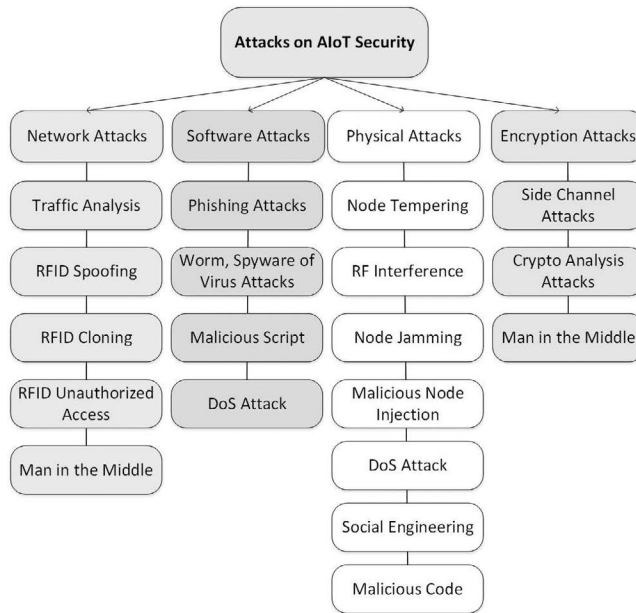 Attacks on AIoT Security
Network Attacks
Software Attacks
Physical Attacks
Encryption Attacks
Traffic Analysis
Phishing Attacks
Node Tempering
Side Channel
Attacks
RFID Spoofing
Worm, Spyware of
Virus Attacks
RF Interference
Crypto Analysis
Attacks
RFID Cloning
Malicious Script
Node Jamming
Man in the Middle
RFID Unauthorized
Access
DoS Attack
Malicious Node
Injection
Man in the Middle
DoS Attack
Social Engineering
Malicious Code